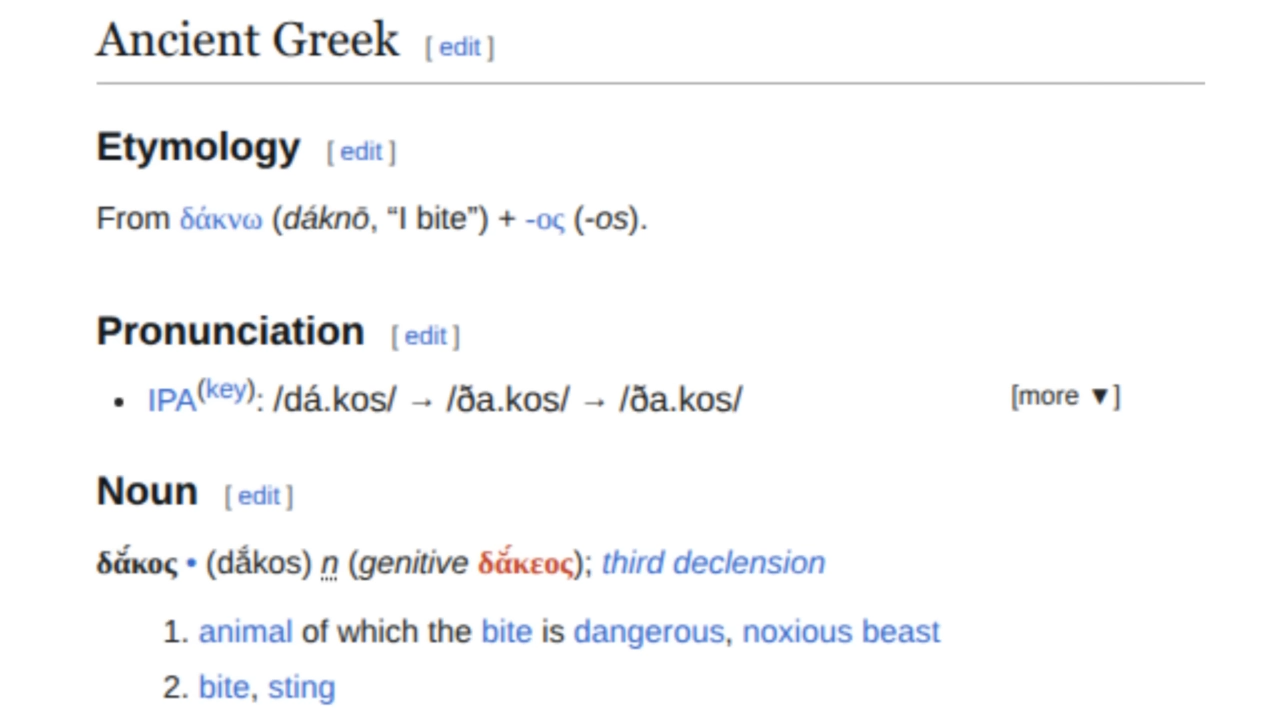 Ancient Greek [ edit ]
Etymology [ edit ]
From δάκνω (dáknō, “I bite”) + -ος (-os).
Pronunciation [ edit ]
• IPA(key): /dá.kos/ → /ða.kos/ → /ða.kos/ [more ▼]
Noun [ edit ]
δᾰ́κος • (dắkos) n (genitive δᾰ́κεος); third declension
1. animal of which the bite is dangerous, noxious beast
2. bite, sting